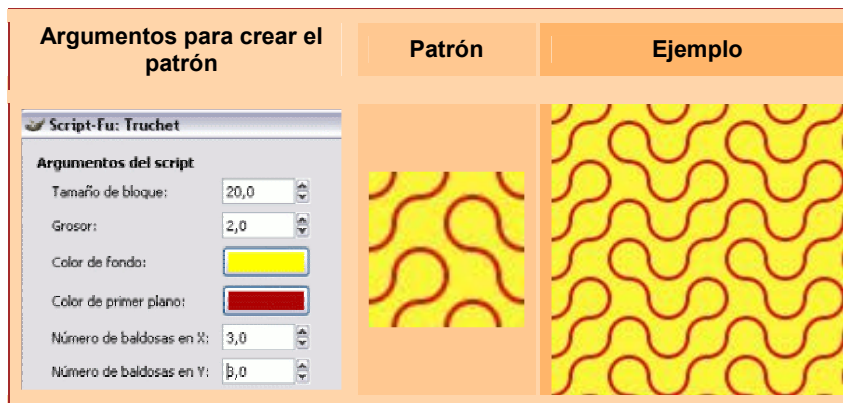 Argumentos para crear el
patrón
Patrón
Ejemplo
Script-Fu: Truchet
Argumentos del script
Tamaño de bloque: 20,0
Grosor: 2,0
Color de fondo:
Color de primer plano:
Número de baldosas en X: 3,0
Número de baldosas en Y: 3,0